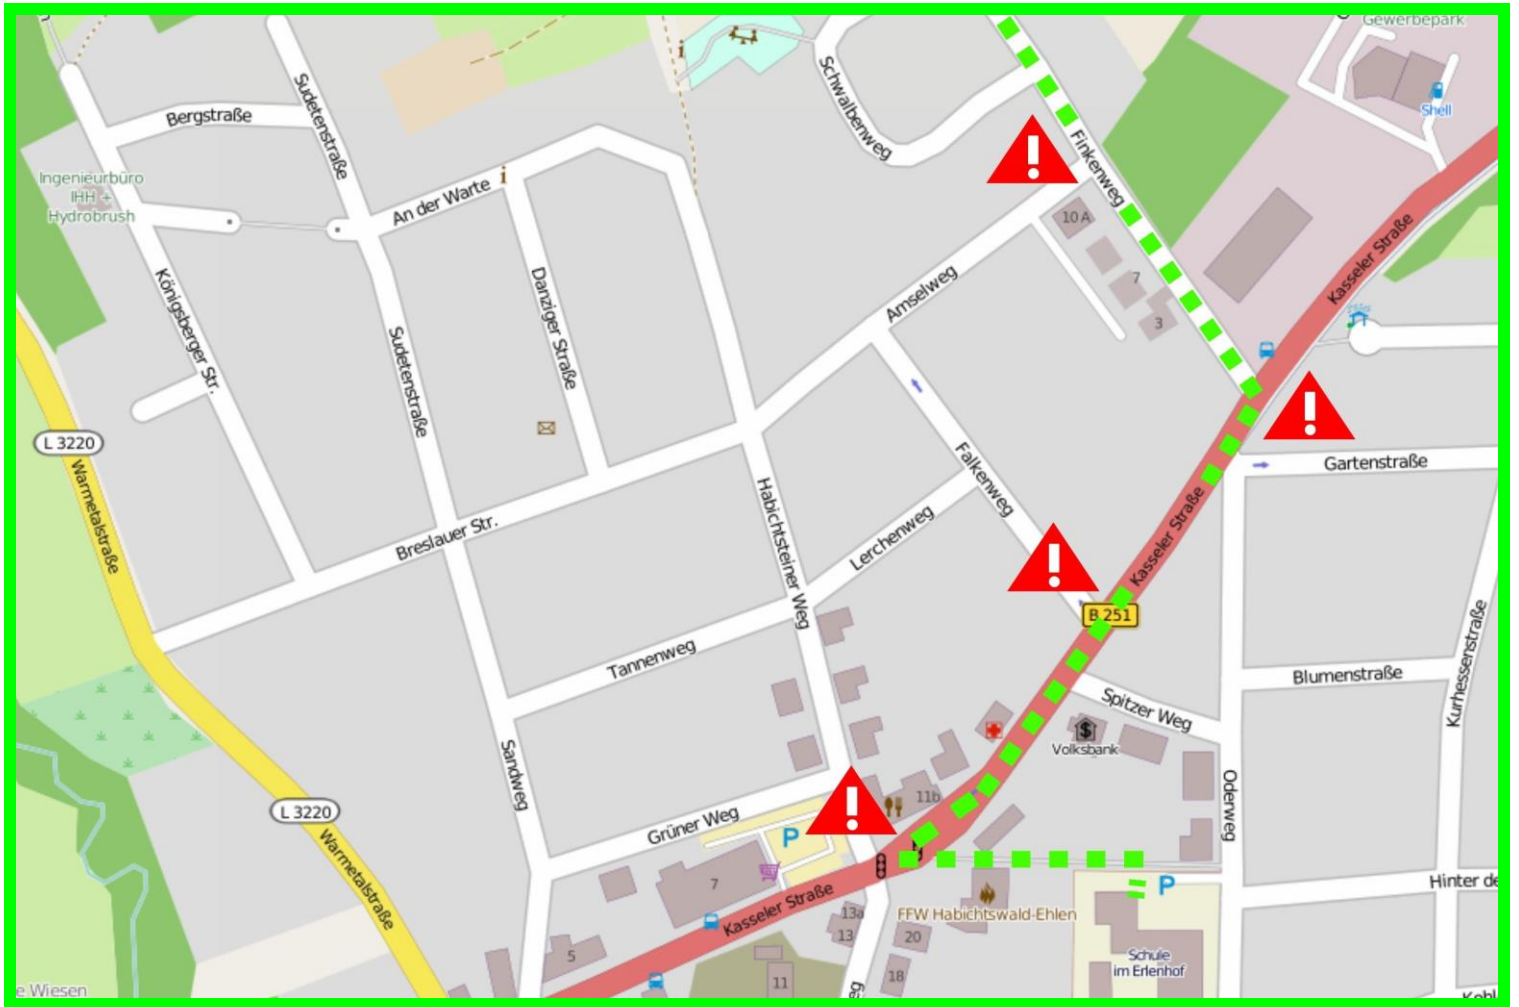 Gewerbepark
Shell
Bergstraße
Sudetenstraße
Schwalbenweg
Finkenweg
Ingenieurbüro
IHH +
Hydrobrush
An der Warte
i
i
10 A
7
3
Kasseler Straße
Königsberger Str.
Danziger Straße
Amselweg
Sudetenstraße
L 3220
Warmetalstraße
Gartenstraße
Falkenweg
Habichtsteiner Weg
Breslauer Str.
Lerchenweg
Kasseler Straße
B 251
Tannenweg
Blumenstraße
Kurhessenstraße
Spitzer Weg
$
Volksbank
Sandweg
L 3220
Grüner Weg
11b
Oderweg
P
Warmetalstraße
7
Kasseler Straße
P
Hinter de
FFW Habichtswald-Ehlen
13a
13
20
5
Schule
im Erlenhof
11
18
e Wiesen
eg